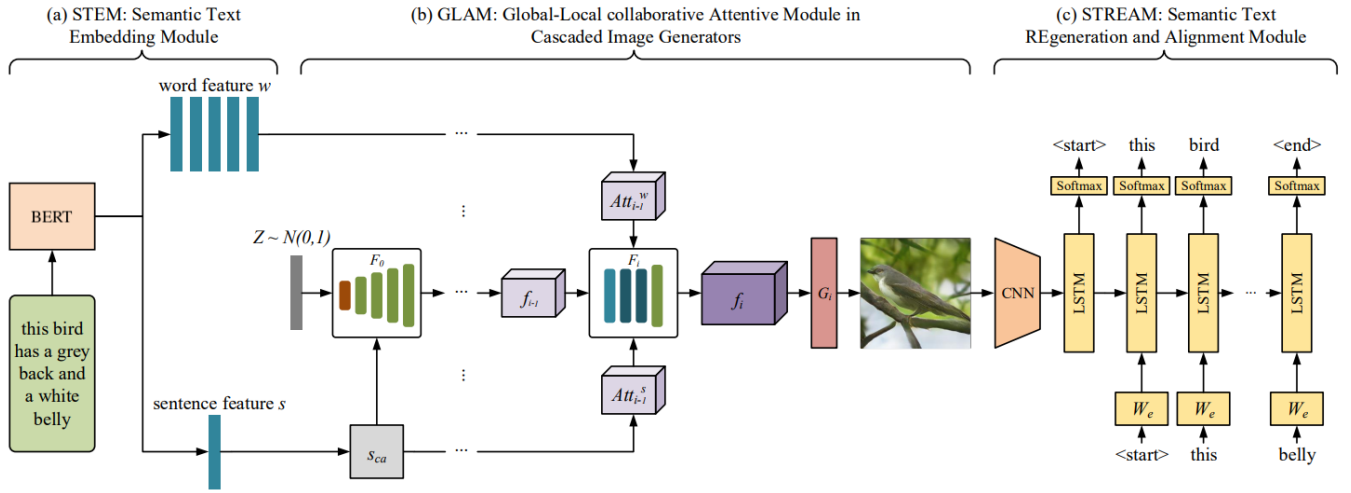 (a) STEM: Semantic Text
Embedding Module
(b) GLAM: Global-Local collaborative Attentive Module in
Cascaded Image Generators
(c) STREAM: Semantic Text
REgeneration and Alignment Module
word feature w
BERT
this bird
has a grey
back and
a white
belly
sentence feature s
Z ~ N(0,1)
F₀
s_ca
...
...
...
...
...
f_{i-1}
Att_{i-1}^w
F_i
Att_{i-1}^s
f_i
G_i
CNN
<start> this bird <end>
Softmax Softmax Softmax Softmax
LSTM LSTM LSTM ... LSTM
W_e W_e W_e
<start> this belly